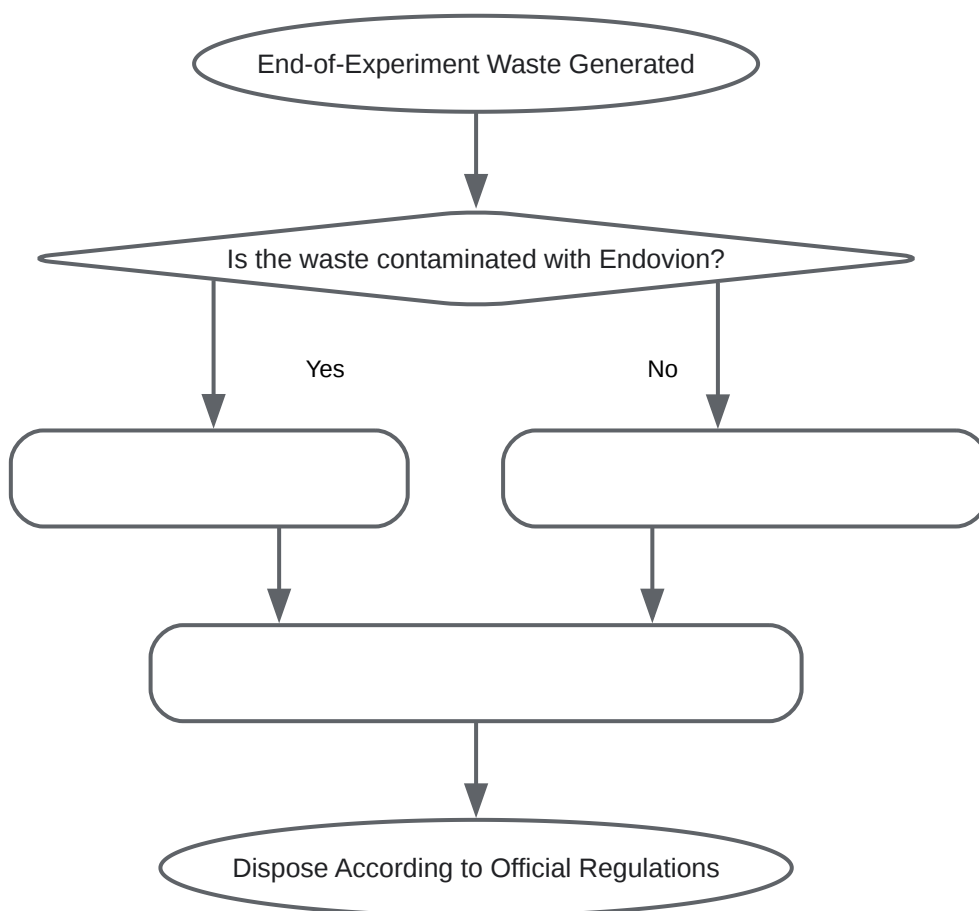 End-of-Experiment Waste Generated
Is the waste contaminated with Endovion?
Yes
No
Dispose According to Official Regulations